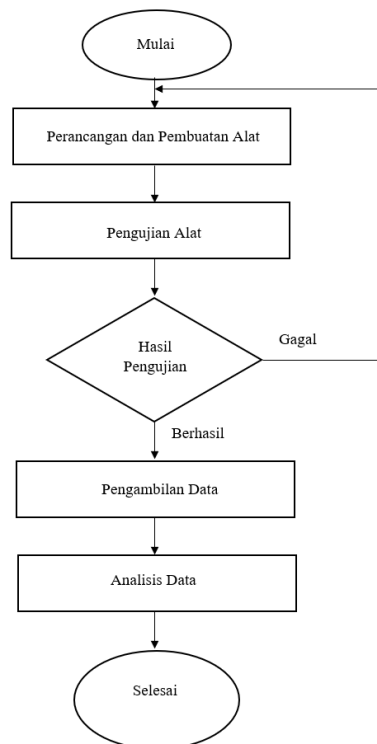 Mulai
Perancangan dan Pembuatan Alat
Pengujian Alat
Hasil
Pengujian
Gagal
Berhasil
Pengambilan Data
Analisis Data
Selesai